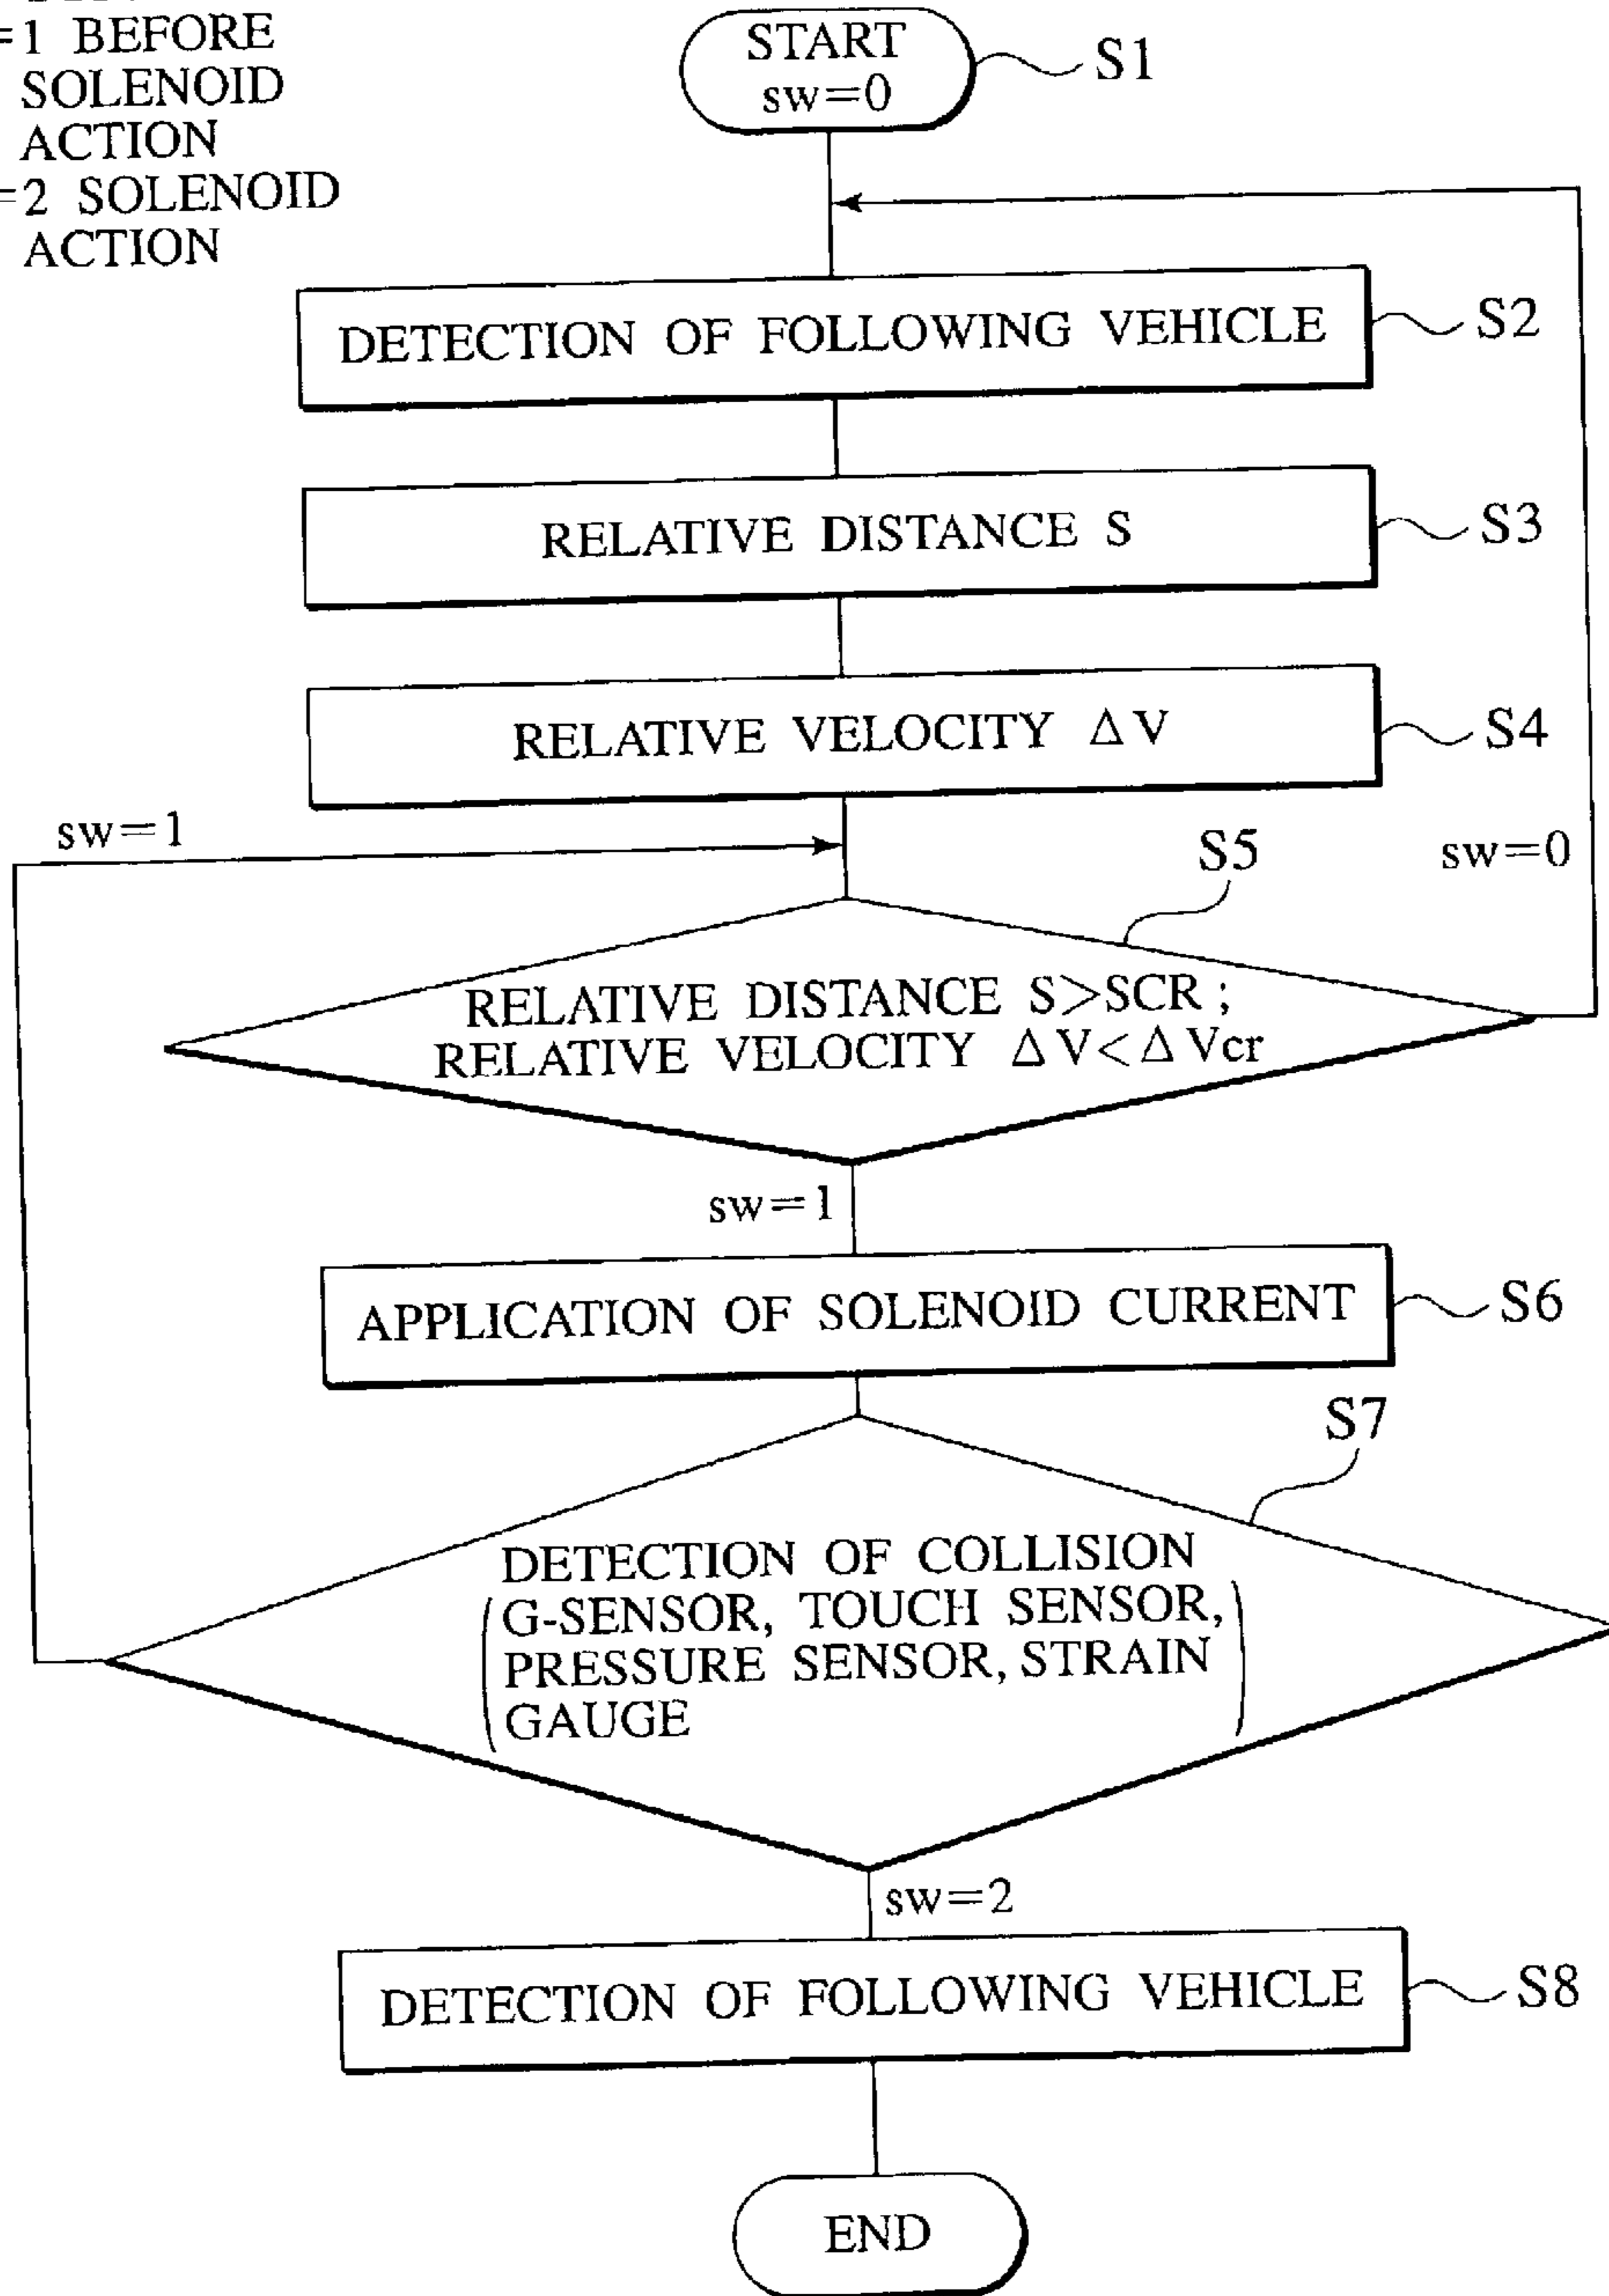 =1 BEFORE
SOLENOID
ACTION
=2 SOLENOID
ACTION
START
sw=0
S1
DETECTION OF FOLLOWING VEHICLE
S2
RELATIVE DISTANCE S
S3
RELATIVE VELOCITY ΔV
S4
sw=1
S5
sw=0
RELATIVE DISTANCE S>SCR;
RELATIVE VELOCITY ΔV<ΔVcr
sw=1
APPLICATION OF SOLENOID CURRENT
S6
S7
DETECTION OF COLLISION
(G-SENSOR, TOUCH SENSOR,
PRESSURE SENSOR, STRAIN
GAUGE)
sw=2
DETECTION OF FOLLOWING VEHICLE
S8
END